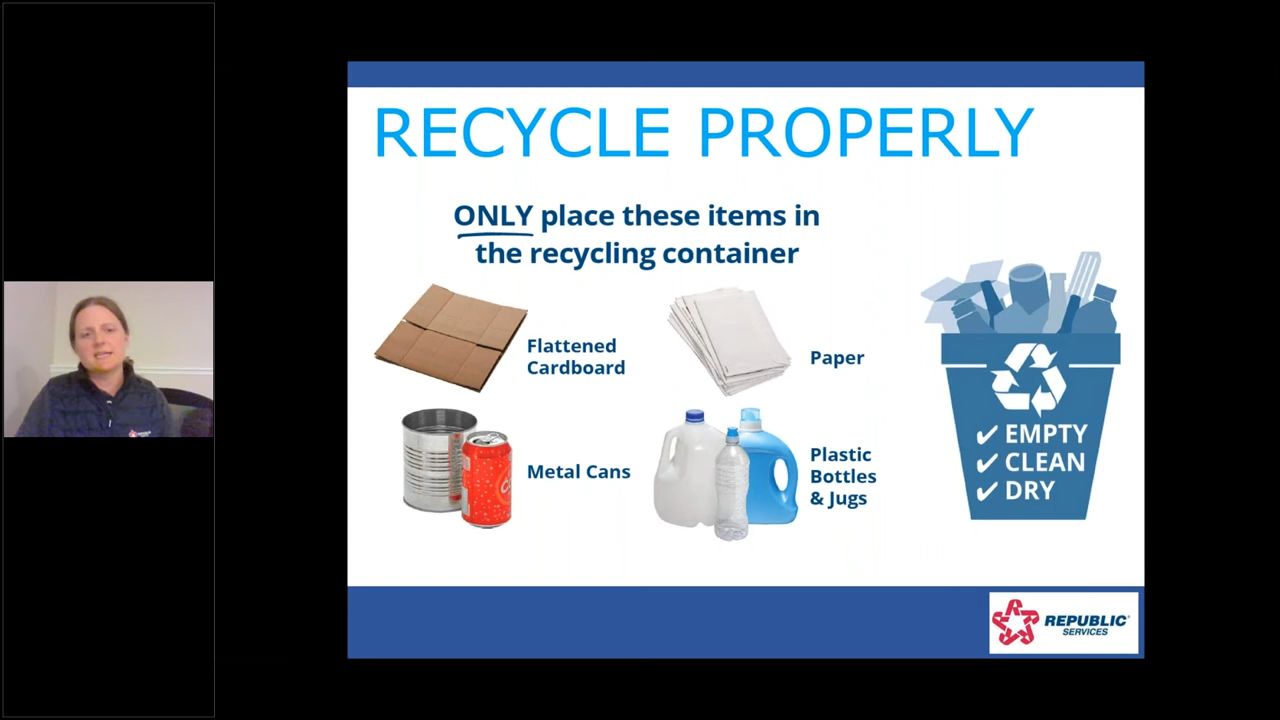 RECYCLE PROPERLY
ONLY place these items in
the recycling container
Flattened
Cardboard
Paper
Metal Cans
Plastic
Bottles
& Jugs
✔ EMPTY
✔ CLEAN
✔ DRY
REPUBLIC®
SERVICES